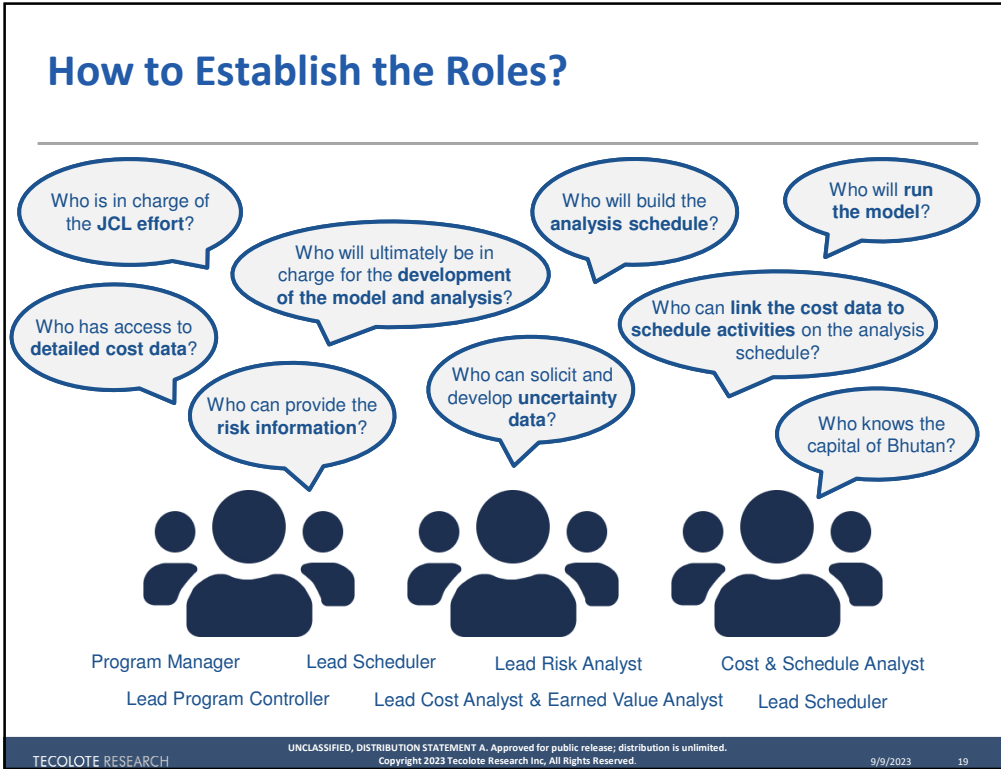 How to Establish the Roles?
Who is in charge of
the JCL effort?
Who will ultimately be in
charge for the development
of the model and analysis?
Who will build the
analysis schedule?
Who will run
the model?
Who has access to
detailed cost data?
Who can provide the
risk information?
Who can solicit and
develop uncertainty
data?
Who can link the cost data to
schedule activities on the analysis
schedule?
Who knows the
capital of Bhutan?
Program Manager
Lead Scheduler
Lead Risk Analyst
Cost & Schedule Analyst
Lead Program Controller
Lead Cost Analyst & Earned Value Analyst
Lead Scheduler
TECOLOTE RESEARCH
UNCLASSIFIED, DISTRIBUTION STATEMENT A. Approved for public release; distribution is unlimited.
Copyright 2023 Tecolote Research Inc, All Rights Reserved.
9/9/2023
19